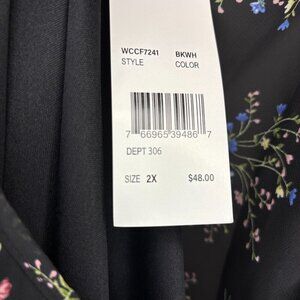 WCCF7241 BKWH
STYLE COLOR
7 66965 39486 7
DEPT 306
SIZE 2X $48.00